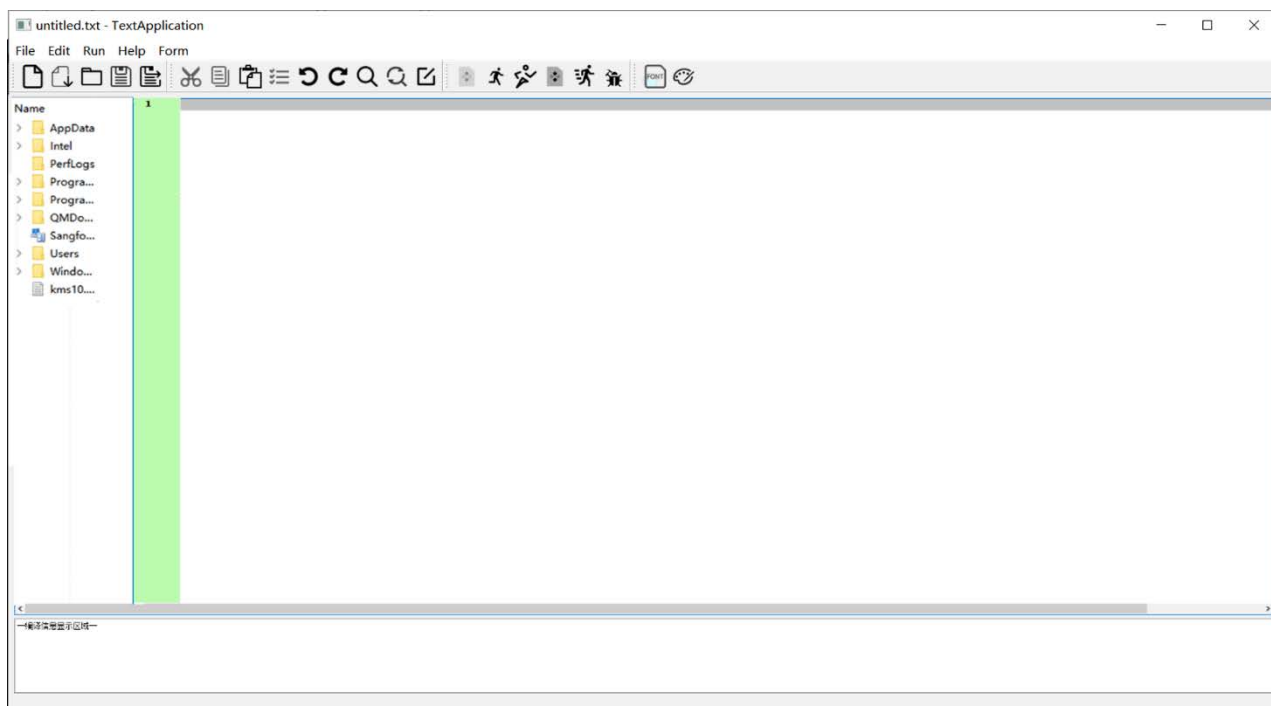 untitled.txt - TextApplication
File Edit Run Help Form
FONT
Name
1
AppData
Intel
PerfLogs
Progra...
Progra...
QMDo...
Sangfo...
Users
Windo...
kms10....
—编译信息显示区域—